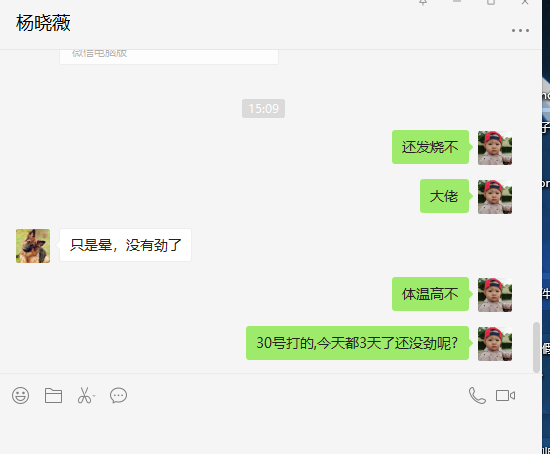 杨晓薇
微信电脑版
15:09
还发烧不
大佬
只是晕，没有劲了
体温高不
30号打的,今天都3天了还没劲呢?